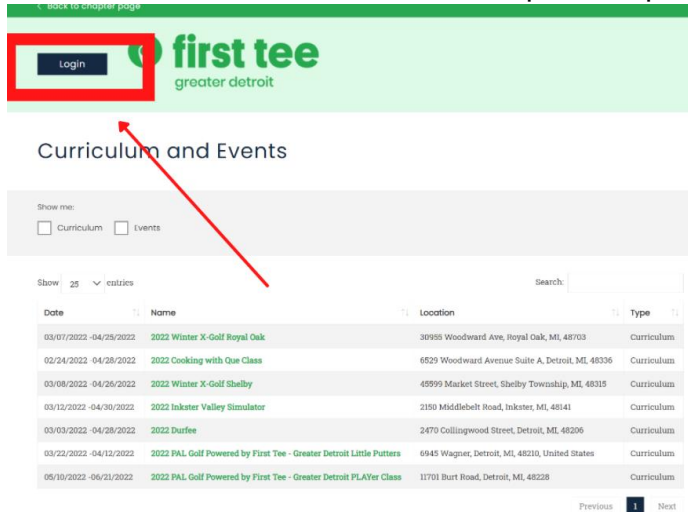 < Back to chapter page
Login
first tee
greater detroit
Curriculum and Events
Show me:
Curriculum Events
Show 25 entries Search:
Date Name Location Type
03/07/2022 -04/25/2022 2022 Winter X-Golf Royal Oak 30955 Woodward Ave, Royal Oak, MI, 48703 Curriculum
02/24/2022 -04/28/2022 2022 Cooking with Que Class 6529 Woodward Avenue Suite A, Detroit, MI, 48336 Curriculum
03/08/2022 -04/26/2022 2022 Winter X-Golf Shelby 45599 Market Street, Shelby Township, MI, 48315 Curriculum
03/12/2022 -04/30/2022 2022 Inkster Valley Simulator 2150 Middlebelt Road, Inkster, MI, 48141 Curriculum
03/03/2022 -04/28/2022 2022 Durfee 2470 Collingwood Street, Detroit, MI, 48206 Curriculum
03/22/2022 -04/12/2022 2022 PAL Golf Powered by First Tee - Greater Detroit Little Putters 6945 Wagner, Detroit, MI, 48210, United States Curriculum
05/10/2022 -06/21/2022 2022 PAL Golf Powered by First Tee - Greater Detroit PLAYer Class 11701 Burt Road, Detroit, MI, 48228 Curriculum
Previous 1 Next